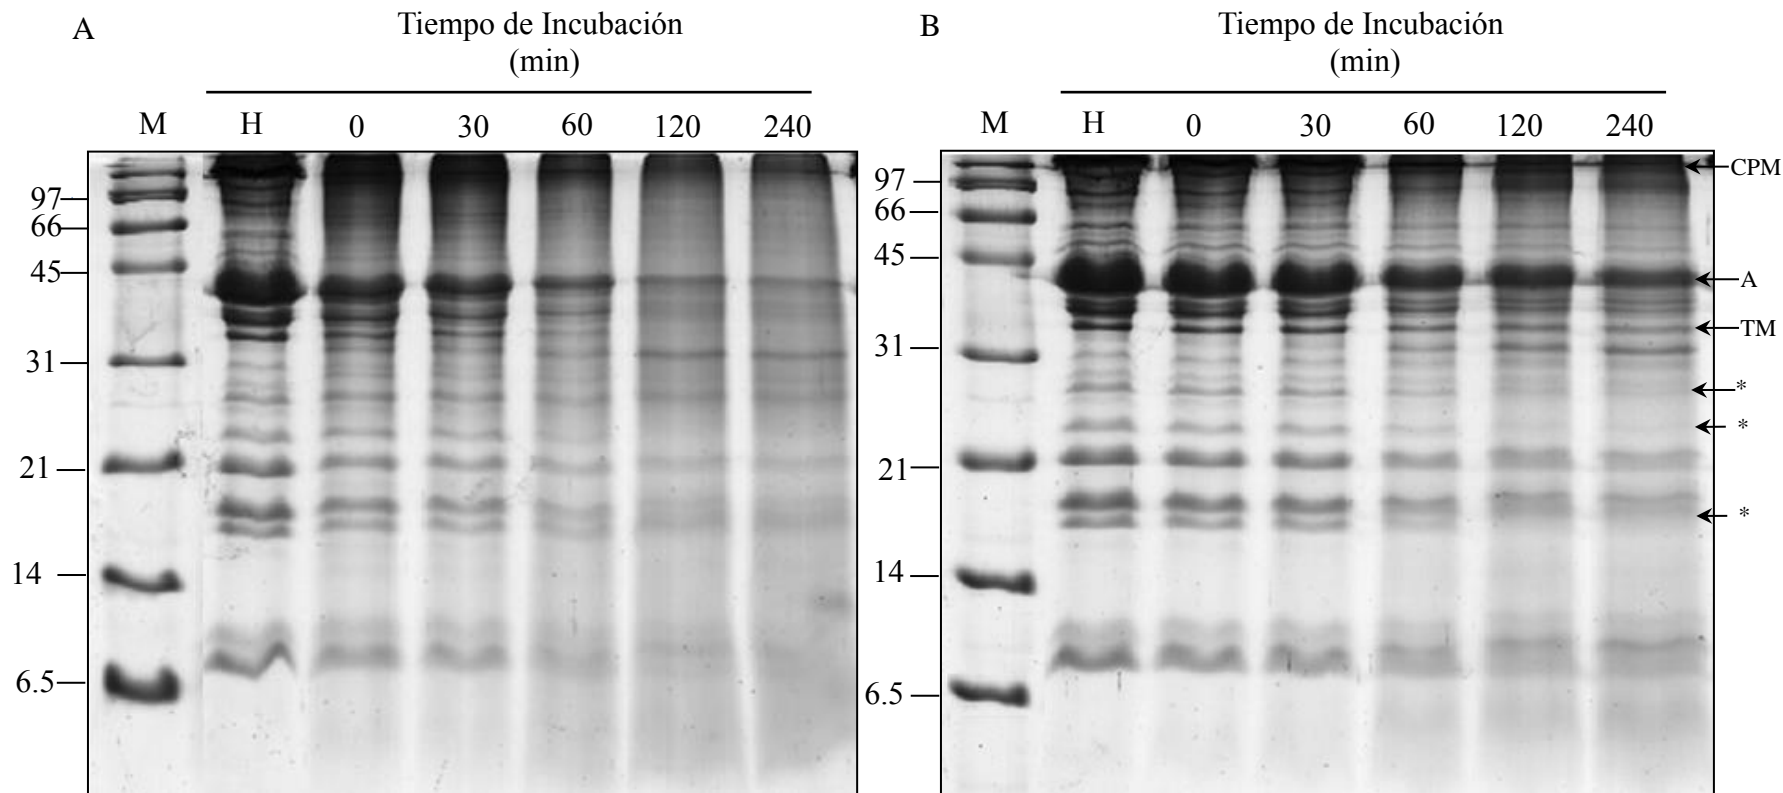 A
Tiempo de Incubación
(min)
M H 0 30 60 120 240
97
66
45
31
21
14
6.5
B
Tiempo de Incubación
(min)
M H 0 30 60 120 240
97
66
45
31
21
14
6.5
CPM
A
TM
*
*
*